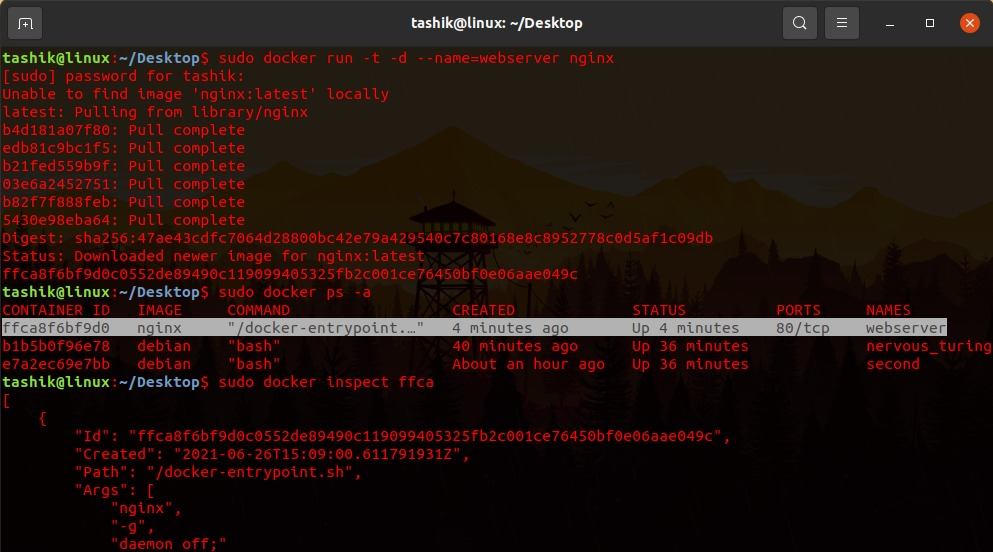 tashik@linux: ~/Desktop
tashik@linux:~/Desktop$ sudo docker run -t -d --name=webserver nginx
[sudo] password for tashik:
Unable to find image 'nginx:latest' locally
latest: Pulling from library/nginx
b4d181a07f80: Pull complete
edb81c9bc1f5: Pull complete
b21fed559b9f: Pull complete
03e6a2452751: Pull complete
b82f7f888feb: Pull complete
5430e98eba64: Pull complete
Digest: sha256:47ae43cdfc7064d28800bc42e79a429540c7c80168e8c8952778c0d5af1c09db
Status: Downloaded newer image for nginx:latest
ffca8f6bf9d0c0552de89490c119099405325fb2c001ce76450bf0e06aae049c
tashik@linux:~/Desktop$ sudo docker ps -a
CONTAINER ID   IMAGE     COMMAND                  CREATED             STATUS          PORTS     NAMES
ffca8f6bf9d0   nginx     "/docker-entrypoint.…"   4 minutes ago       Up 4 minutes    80/tcp    webserver
b1b5b0f96e78   debian    "bash"                   40 minutes ago      Up 36 minutes             nervous_turing
e7a2ec69e7bb   debian    "bash"                   About an hour ago   Up 36 minutes             second
tashik@linux:~/Desktop$ sudo docker inspect ffca
[
    {
        "Id": "ffca8f6bf9d0c0552de89490c119099405325fb2c001ce76450bf0e06aae049c",
        "Created": "2021-06-26T15:09:00.611791931Z",
        "Path": "/docker-entrypoint.sh",
        "Args": [
            "nginx",
            "-g",
            "daemon off;"